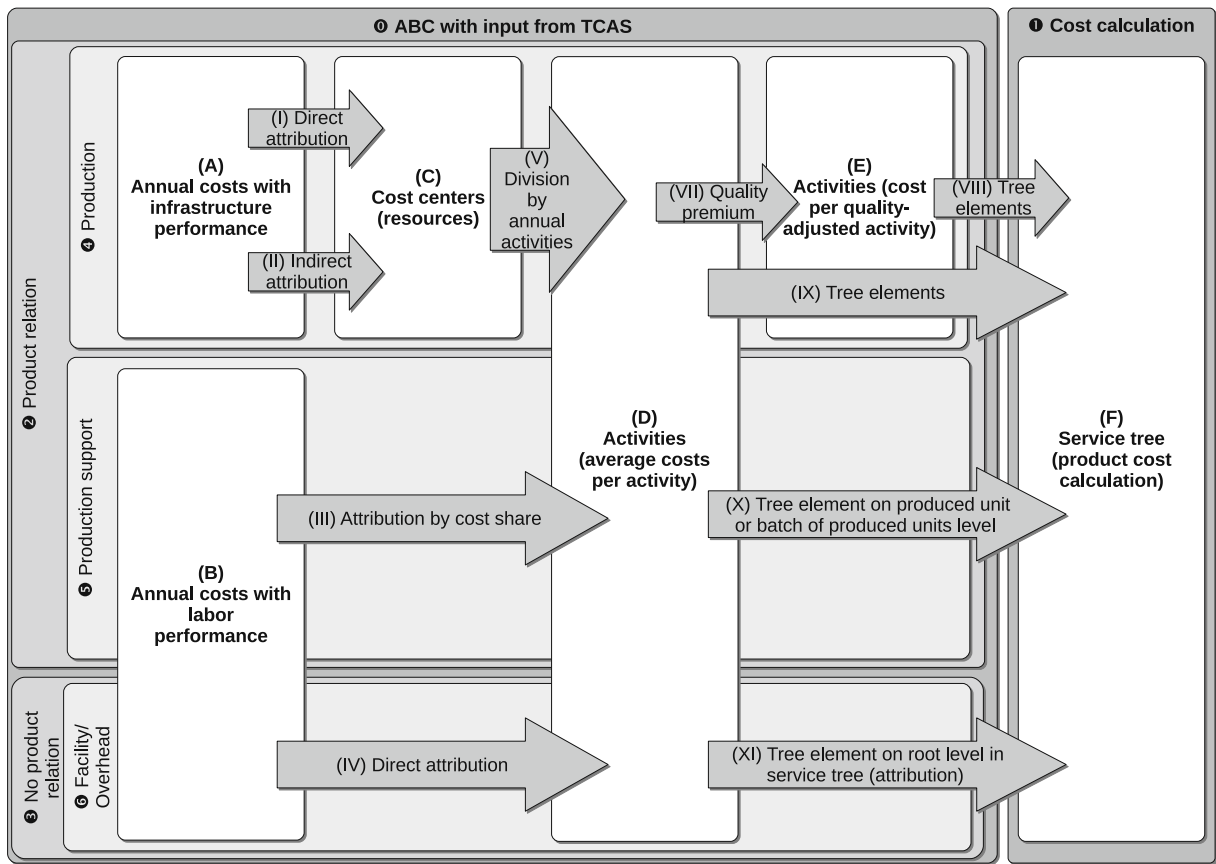 ⓿ ABC with input from TCAS
❶ Cost calculation
❷ Product relation
❹ Production
(A)
Annual costs with
infrastructure
performance
(I) Direct
attribution
(II) Indirect
attribution
(C)
Cost centers
(resources)
(V)
Division
by
annual
activities
(VII) Quality
premium
(E)
Activities (cost
per quality-
adjusted activity)
(VIII) Tree
elements
(IX) Tree elements
❺ Production support
(B)
Annual costs with
labor
performance
(III) Attribution by cost share
(D)
Activities
(average costs
per activity)
(X) Tree element on produced unit
or batch of produced units level
(F)
Service tree
(product cost
calculation)
❸ No product
relation
❻ Facility/
Overhead
(IV) Direct attribution
(XI) Tree element on root level in
service tree (attribution)